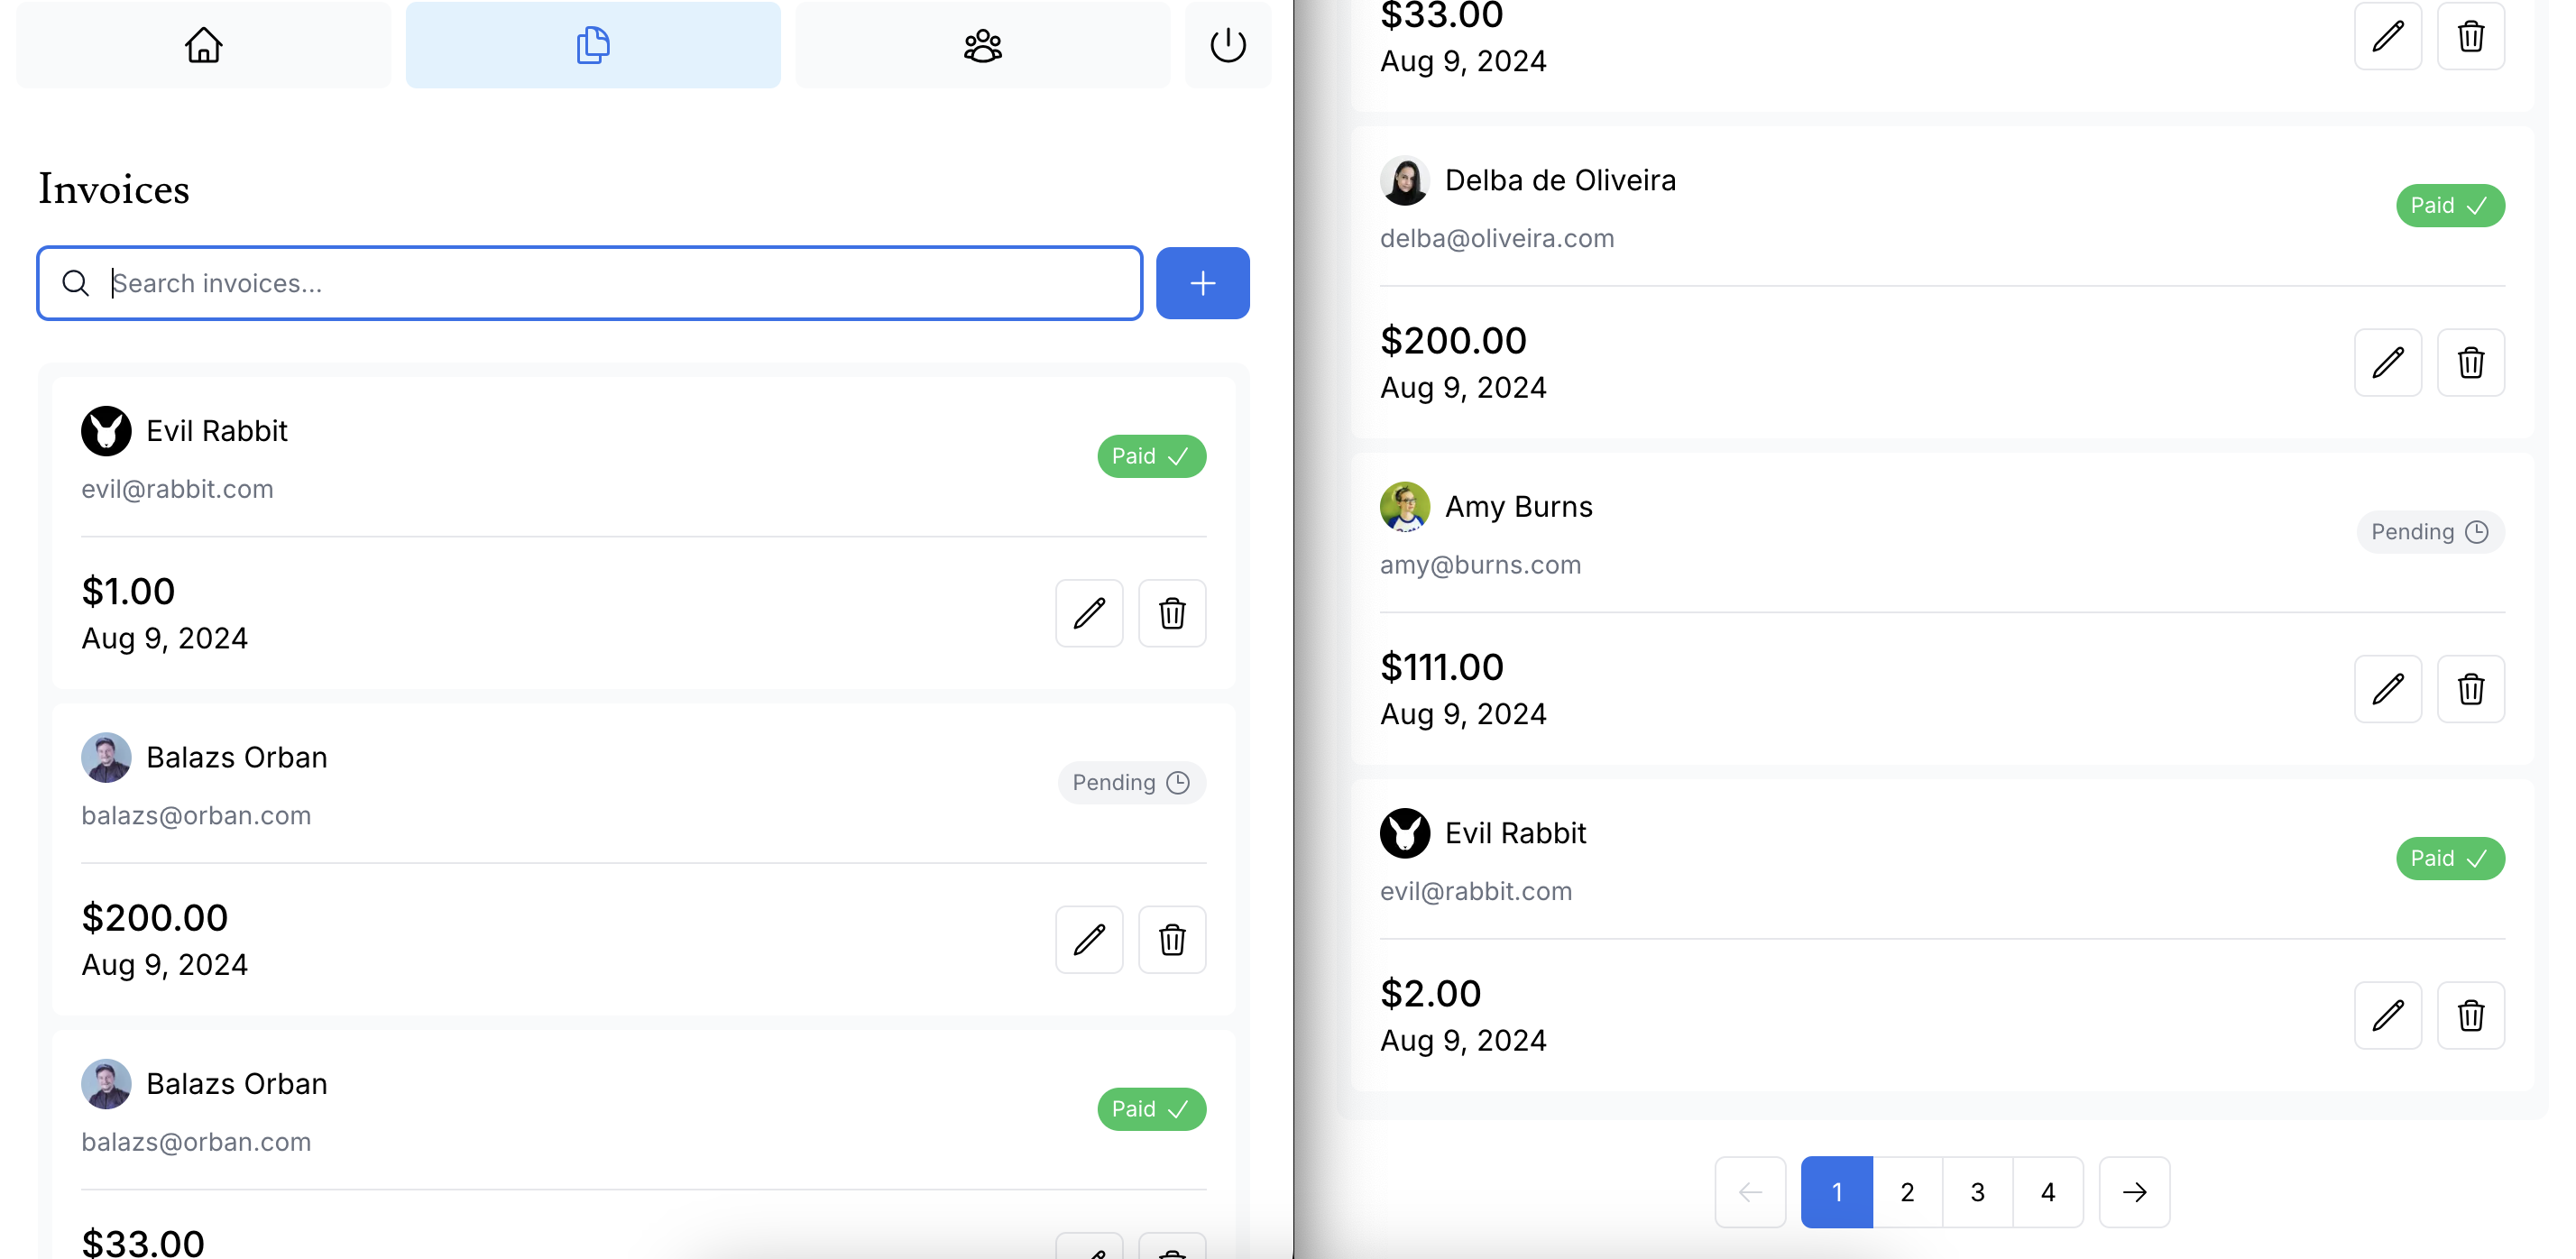 Invoices
Search invoices...
Evil Rabbit
Paid
evil@rabbit.com
$1.00
Aug 9, 2024
Balazs Orban
Pending
balazs@orban.com
$200.00
Aug 9, 2024
Balazs Orban
Paid
balazs@orban.com
$33.00
$33.00
Aug 9, 2024
Delba de Oliveira
Paid
delba@oliveira.com
$200.00
Aug 9, 2024
Amy Burns
Pending
amy@burns.com
$111.00
Aug 9, 2024
Evil Rabbit
Paid
evil@rabbit.com
$2.00
Aug 9, 2024
1 2 3 4